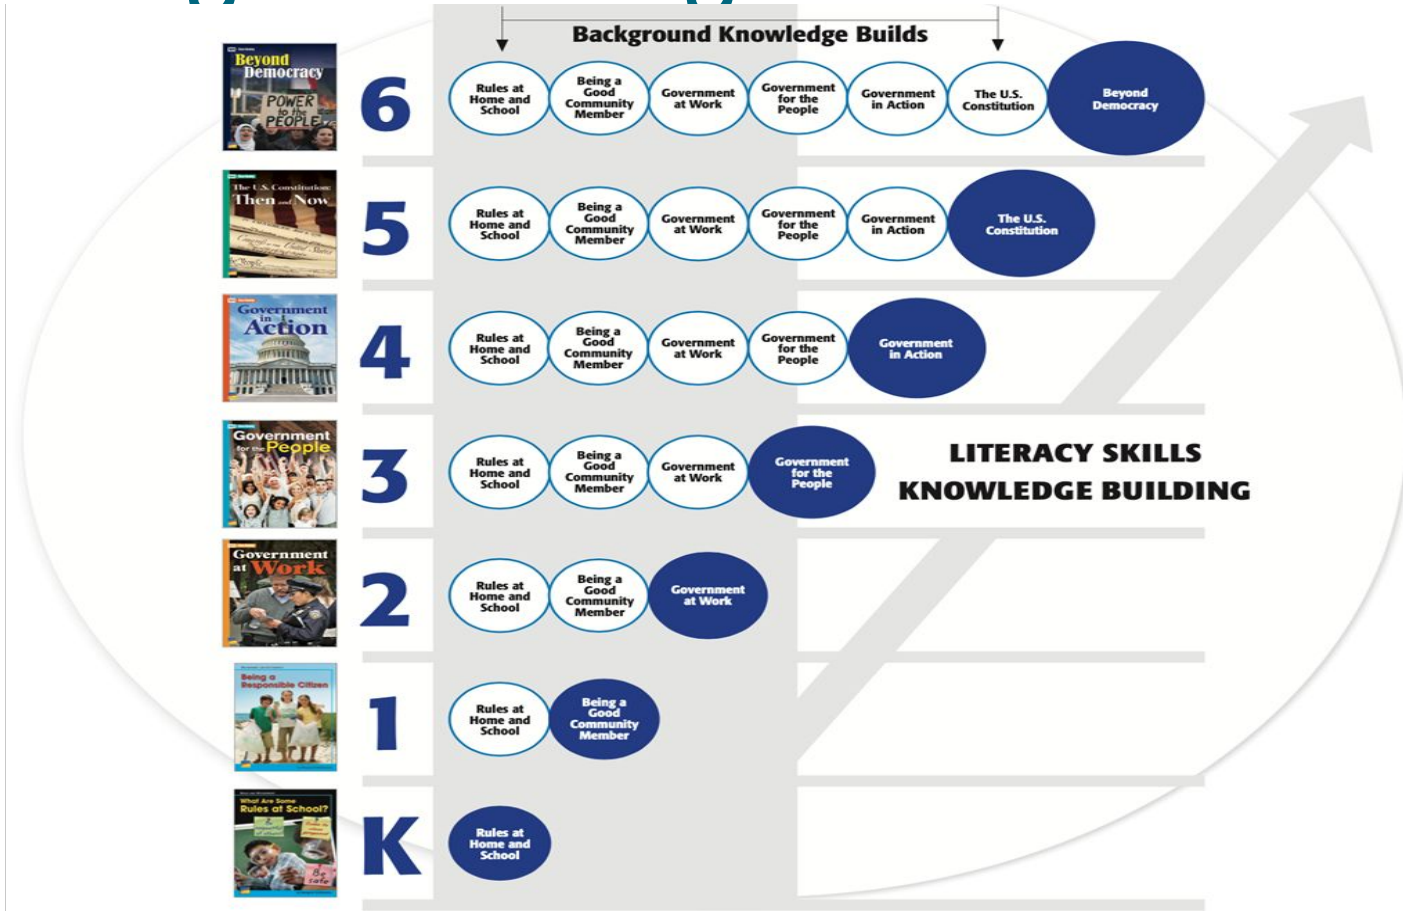 Background Knowledge Builds
Beyond
Democracy
POWER
to the
PEOPLE
6
Rules at
Home and
School
Being a
Good
Community
Member
Government
at Work
Government
for the
People
Government
in Action
The U.S.
Constitution
Beyond
Democracy
The U.S. Constitution:
Then and Now
5
Rules at
Home and
School
Being a
Good
Community
Member
Government
at Work
Government
for the
People
Government
in Action
The U.S.
Constitution
Government
in
Action
4
Rules at
Home and
School
Being a
Good
Community
Member
Government
at Work
Government
for the
People
Government
in Action
Government
for the People
3
Rules at
Home and
School
Being a
Good
Community
Member
Government
at Work
Government
for the
People
LITERACY SKILLS
KNOWLEDGE BUILDING
Government
at Work
2
Rules at
Home and
School
Being a
Good
Community
Member
Government
at Work
Being a
Responsible Citizen
1
Rules at
Home and
School
Being a
Good
Community
Member
What Are Some
Rules at School?
Be
safe
K
Rules at
Home and
School